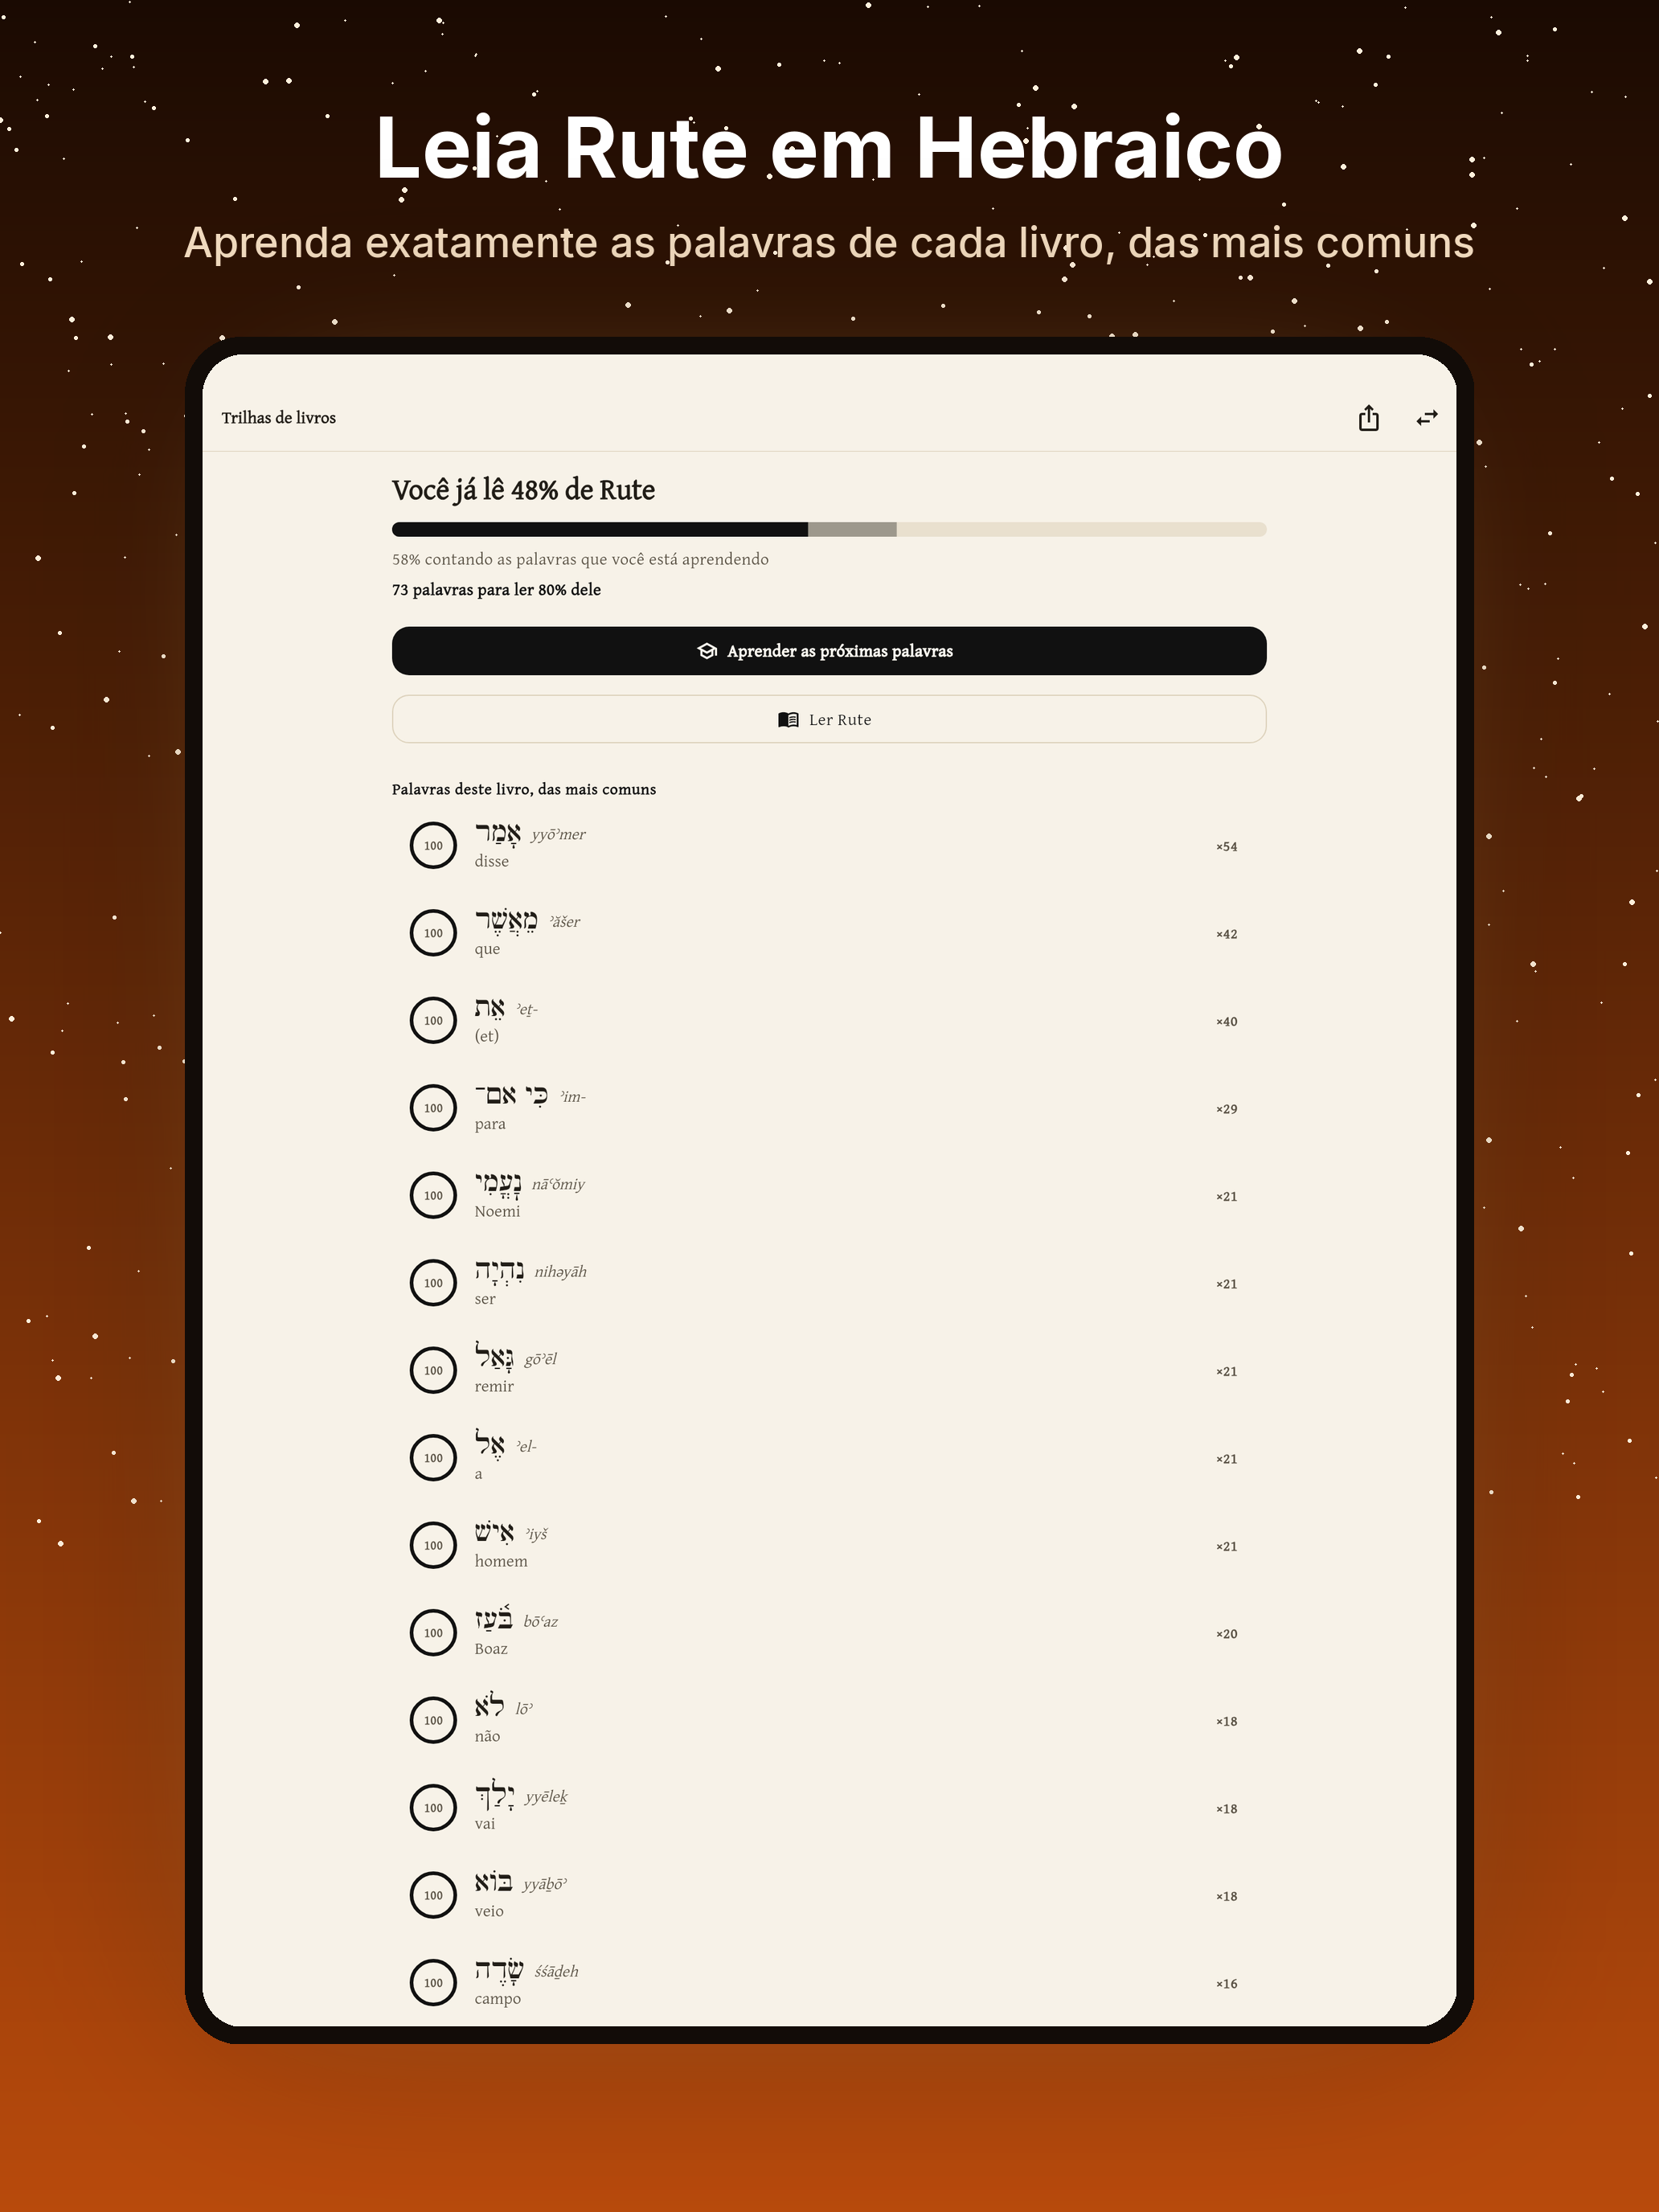 Leia Rute em Hebraico
Aprenda exatamente as palavras de cada livro, das mais comuns
Trilhas de livros
Você já lê 48% de Rute
58% contando as palavras que você está aprendendo
73 palavras para ler 80% dele
Aprender as próximas palavras
Ler Rute
Palavras deste livro, das mais comuns
100 אָמַר yyōʾmer ×54
disse
100 מֵאֲשֶׁר ʾăšer ×42
que
100 אֵת ʾeṯ- ×40
(et)
100 כִּי אם־ ʾim- ×29
para
100 נָעֳמִי nāʿŏmiy ×21
Noemi
100 נִהְיָה nihəyāh ×21
ser
100 גָּאַל gōʾēl ×21
remir
100 אֶל ʾel- ×21
a
100 אִישׁ ʾiyš ×21
homem
100 בֹּ֫עַז bōʿaz ×20
Boaz
100 לֹא lōʾ ×18
não
100 יָלַךְ yyēleḵ ×18
vai
100 בּוֹא yyāḇōʾ ×18
veio
100 שָׂדֶה śśāḏeh ×16
campo